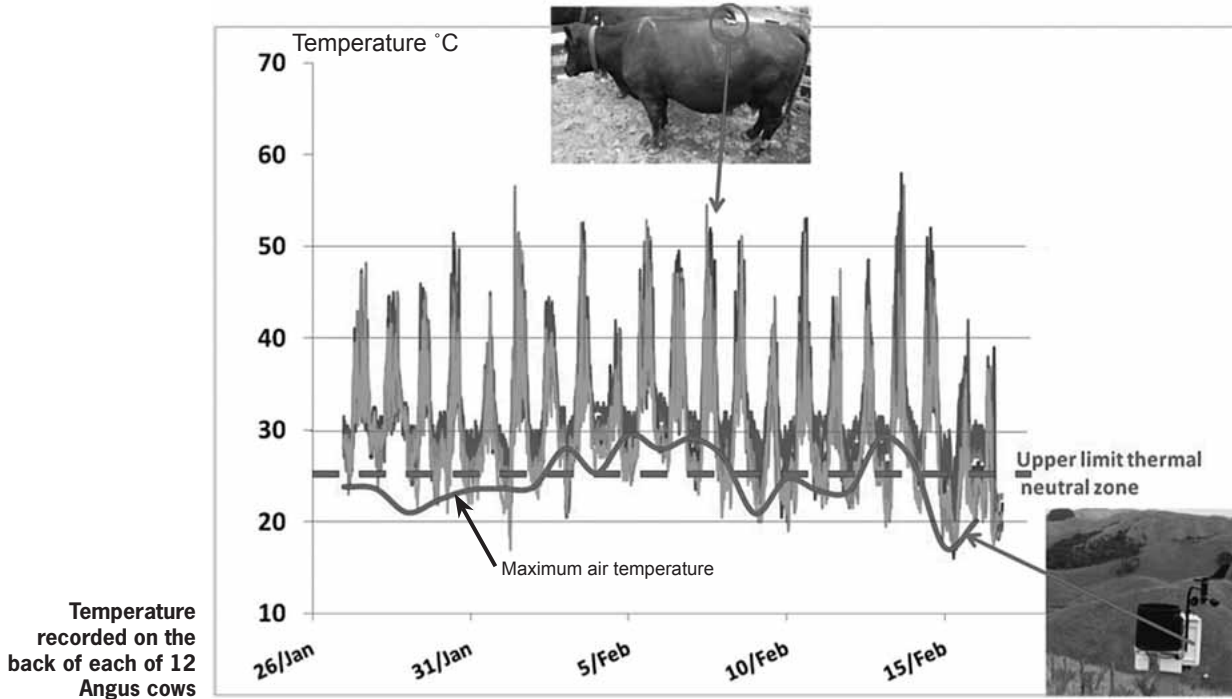 Temperature ˚C
70
60
50
40
30
20
10
26/Jan
31/Jan
5/Feb
10/Feb
15/Feb
Maximum air temperature
Upper limit thermal
neutral zone
Temperature
recorded on the
back of each of 12
Angus cows